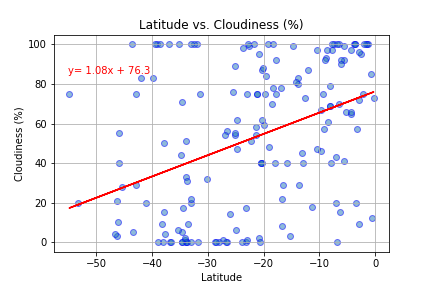 Latitude vs. Cloudiness (%)
100
y= 1.08x + 76.3
80
60
Cloudiness (%)
40
20
0
−50 −40 −30 −20 −10 0
Latitude